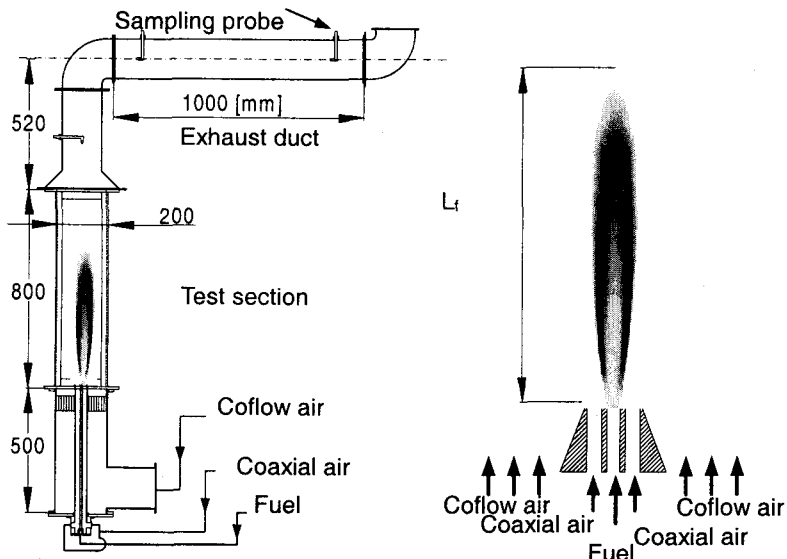 Sampling probe
1000 [mm]
Exhaust duct
520
200
800
Test section
500
Coflow air
Coaxial air
Fuel
Lf
Coflow air
Coaxial air
Fuel
Coaxial air
Coflow air